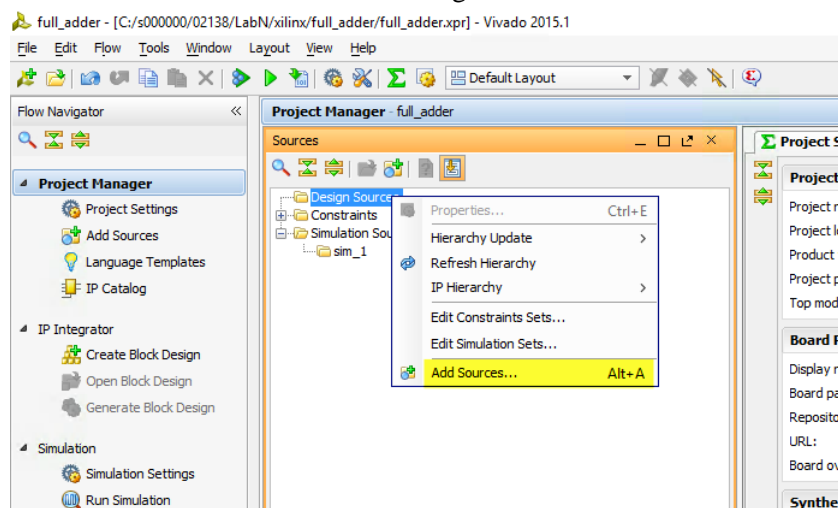 full_adder - [C:/s000000/02138/LabN/xilinx/full_adder/full_adder.xpr] - Vivado 2015.1
File Edit Flow Tools Window Layout View Help
Default Layout
Flow Navigator
Project Manager - full_adder
Sources
Project Manager
Project Settings
Add Sources
Language Templates
IP Catalog
IP Integrator
Create Block Design
Open Block Design
Generate Block Design
Simulation
Simulation Settings
Run Simulation
Design Sources
Constraints
Simulation Sou
sim_1
Properties... Ctrl+E
Hierarchy Update
Refresh Hierarchy
IP Hierarchy
Edit Constraints Sets...
Edit Simulation Sets...
Add Sources... Alt+A
Project S
Project
Project n
Project lo
Product
Project p
Top mod
Board P
Display n
Board pa
Reposito
URL:
Board ov
Synthe